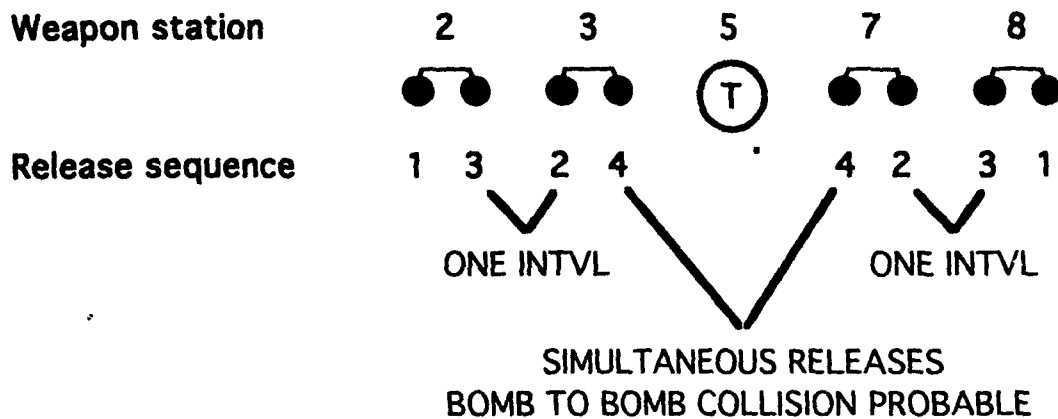 Weapon station 2 3 5 7 8
T
Release sequence 1 3 2 4 4 2 3 1
ONE INTVL ONE INTVL
SIMULTANEOUS RELEASES
BOMB TO BOMB COLLISION PROBABLE